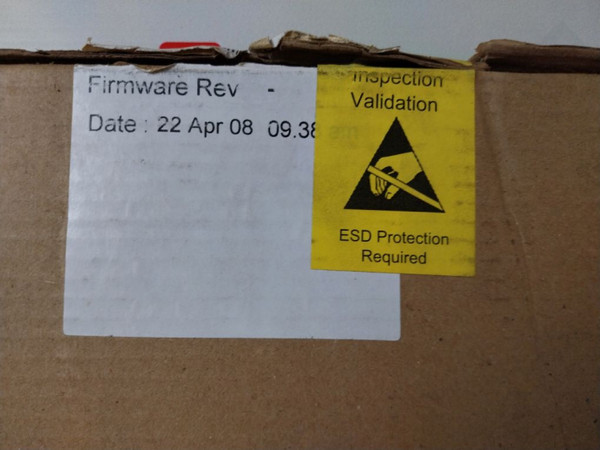 Firmware Rev -
Date : 22 Apr 08 09.38
Inspection
Validation
ESD Protection
Required